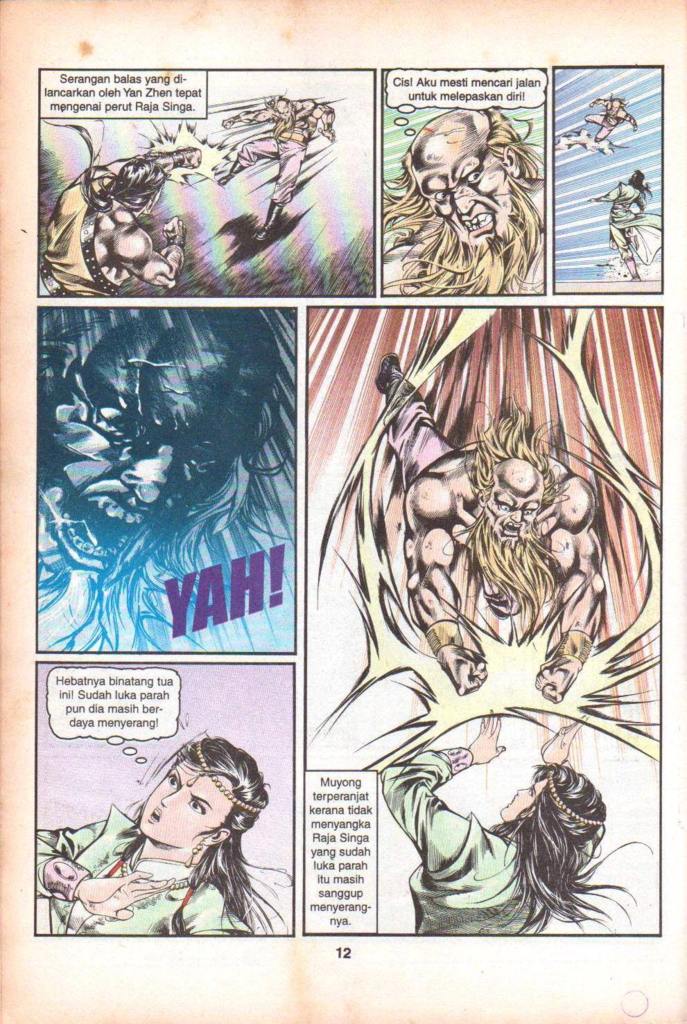 Serangan balas yang di-
lancarkan oleh Yan Zhen tepat
mengenai perut Raja Singa.
Cis! Aku mesti mencari jalan
untuk melepaskan diri!
YAH!
Hebatnya binatang tua
ini! Sudah luka parah
pun dia masih ber-
daya menyerang!
Muyong
terperanjat
kerana tidak
menyangka
Raja Singa
yang sudah
luka parah
itu masih
sanggup
menyerang-
nya.
12